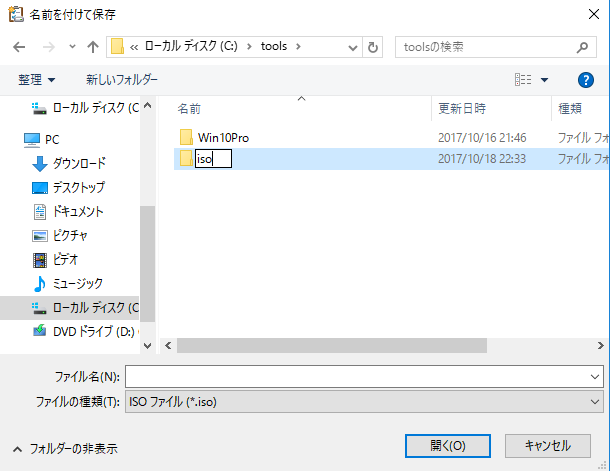 名前を付けて保存
« ローカル ディスク (C:) › tools ›
toolsの検索
整理 新しいフォルダー
ローカル ディスク (C
PC
ダウンロード
デスクトップ
ドキュメント
ピクチャ
ビデオ
ミュージック
ローカル ディスク (C
DVD ドライブ (D:) (
名前 更新日時 種類
Win10Pro 2017/10/16 21:46 ファイル フォ
iso 2017/10/18 22:33 ファイル フォ
ファイル名(N):
ファイルの種類(T): ISO ファイル (*.iso)
フォルダーの非表示 開く(O) キャンセル